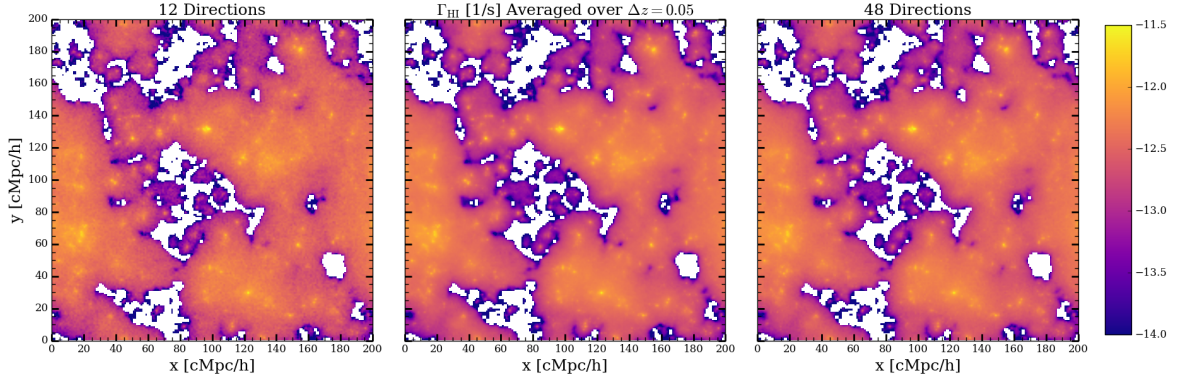 12 Directions
Γ_HI [1/s] Averaged over Δz=0.05
48 Directions
200
180
160
140
120
100
80
60
40
20
0
y [cMpc/h]
0 20 40 60 80 100 120 140 160 180 200
x [cMpc/h]
0 20 40 60 80 100 120 140 160 180 200
x [cMpc/h]
0 20 40 60 80 100 120 140 160 180 200
x [cMpc/h]
−11.5
−12.0
−12.5
−13.0
−13.5
−14.0